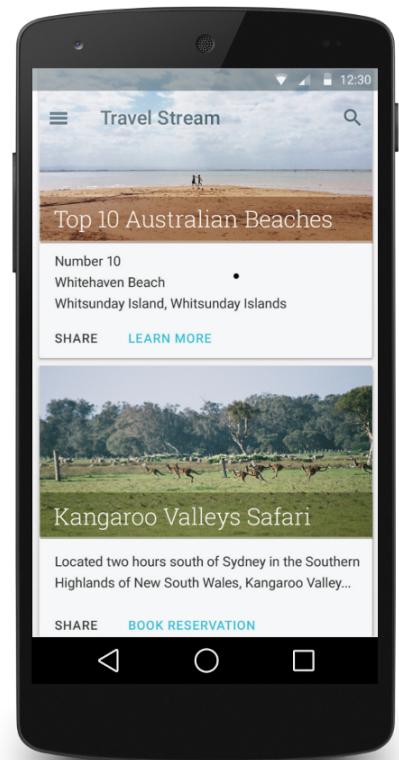 12:30
Travel Stream
Top 10 Australian Beaches
Number 10
Whitehaven Beach
Whitsunday Island, Whitsunday Islands
SHARE LEARN MORE
Kangaroo Valleys Safari
Located two hours south of Sydney in the Southern
Highlands of New South Wales, Kangaroo Valley...
SHARE BOOK RESERVATION